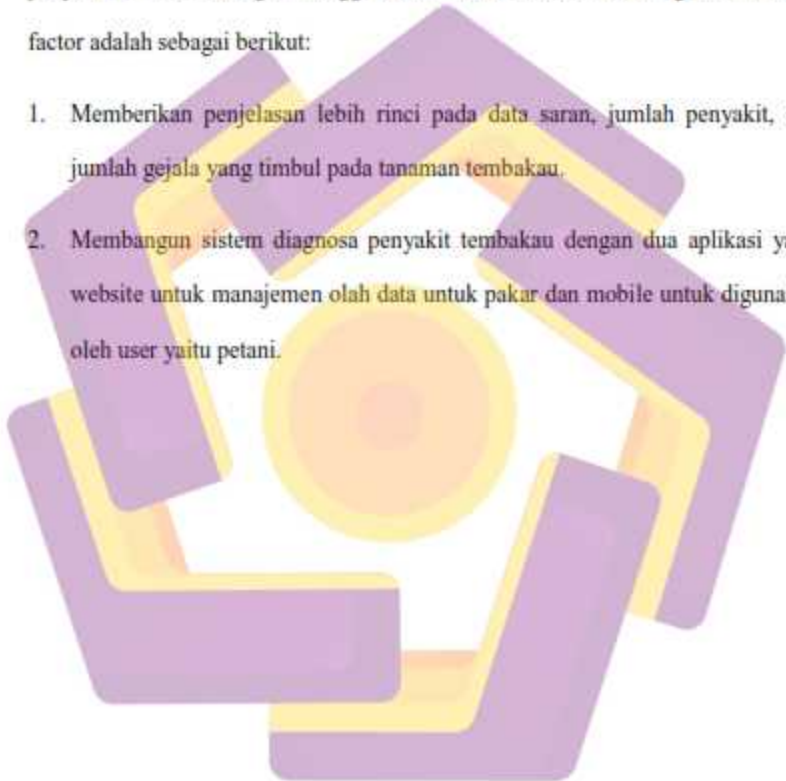 factor adalah sebagai berikut:
1. Memberikan penjelasan lebih rinci pada data saran, jumlah penyakit,
jumlah gejala yang timbul pada tanaman tembakau.
2. Membangun sistem diagnosa penyakit tembakau dengan dua aplikasi
website untuk manajemen olah data untuk pakar dan mobile untuk
oleh user yaitu petani.